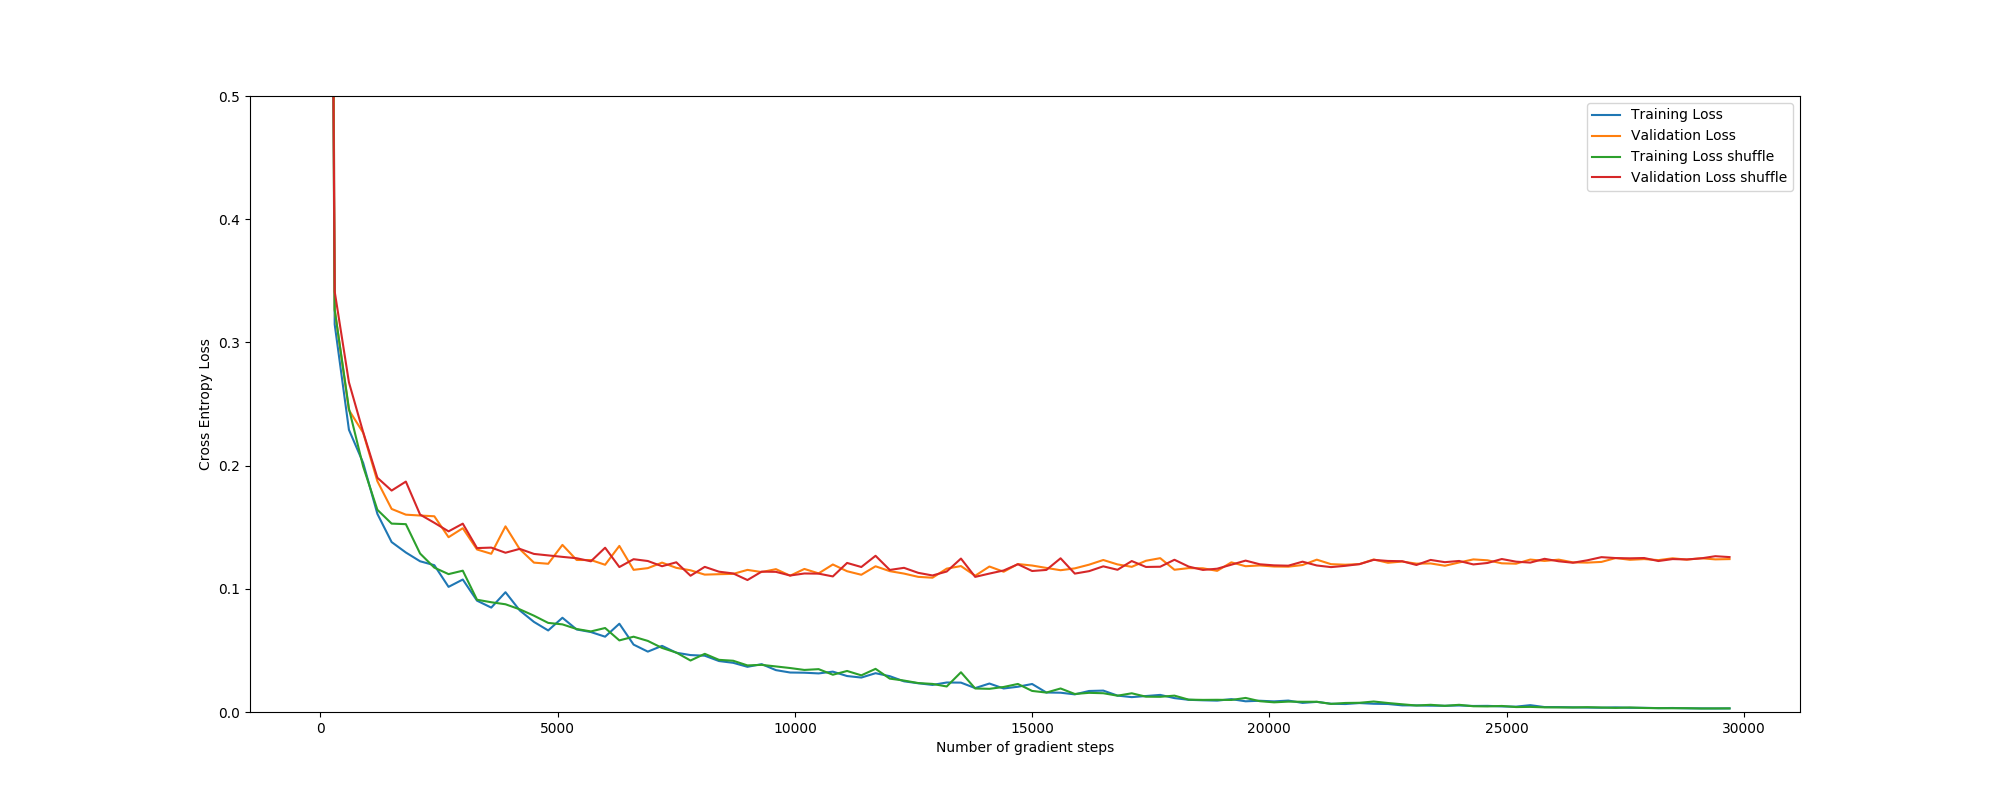 Training Loss
Validation Loss
Training Loss shuffle
Validation Loss shuffle
0.5
0.4
0.3
0.2
0.1
0.0
Cross Entropy Loss
0 5000 10000 15000 20000 25000 30000
Number of gradient steps